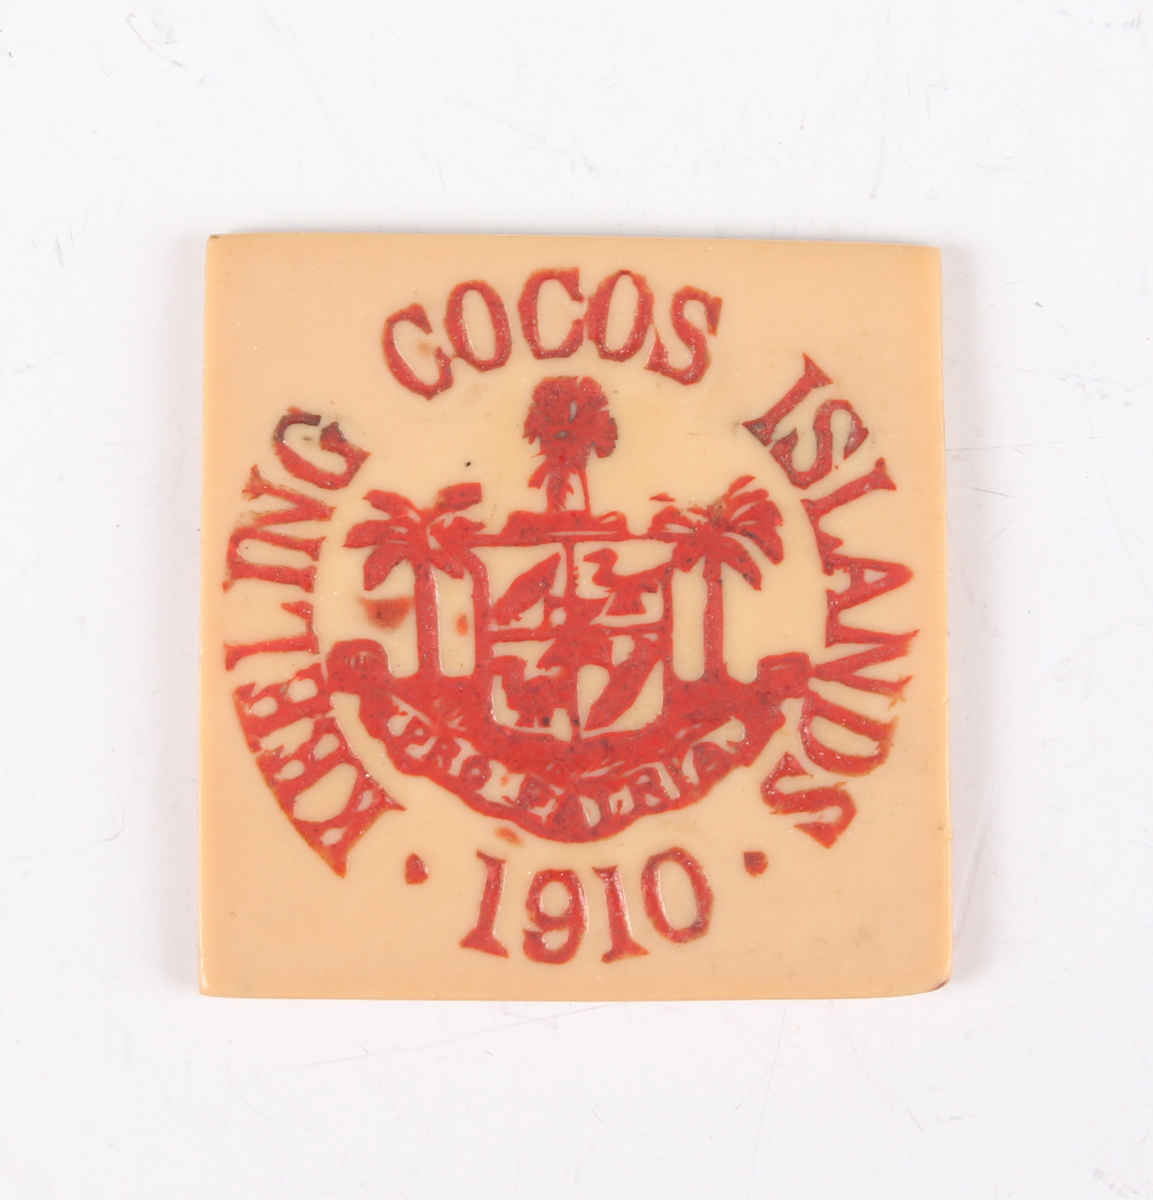 KEELING COCOS ISLANDS
PRO PATRIA
· 1910 ·